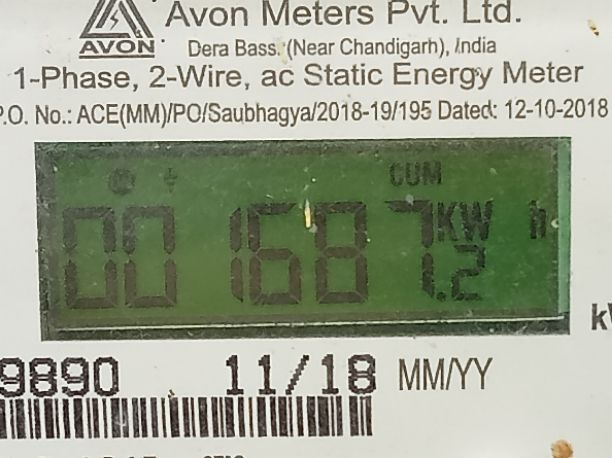 Avon Meters Pvt. Ltd.
AVON
Dera Bass. (Near Chandigarh), India
1-Phase, 2-Wire, ac Static Energy Meter
P.O. No.: ACE(MM)/PO/Saubhagya/2018-19/195 Dated: 12-10-2018
CUM
001687 KW h
1.2
9890 11/18 MM/YY